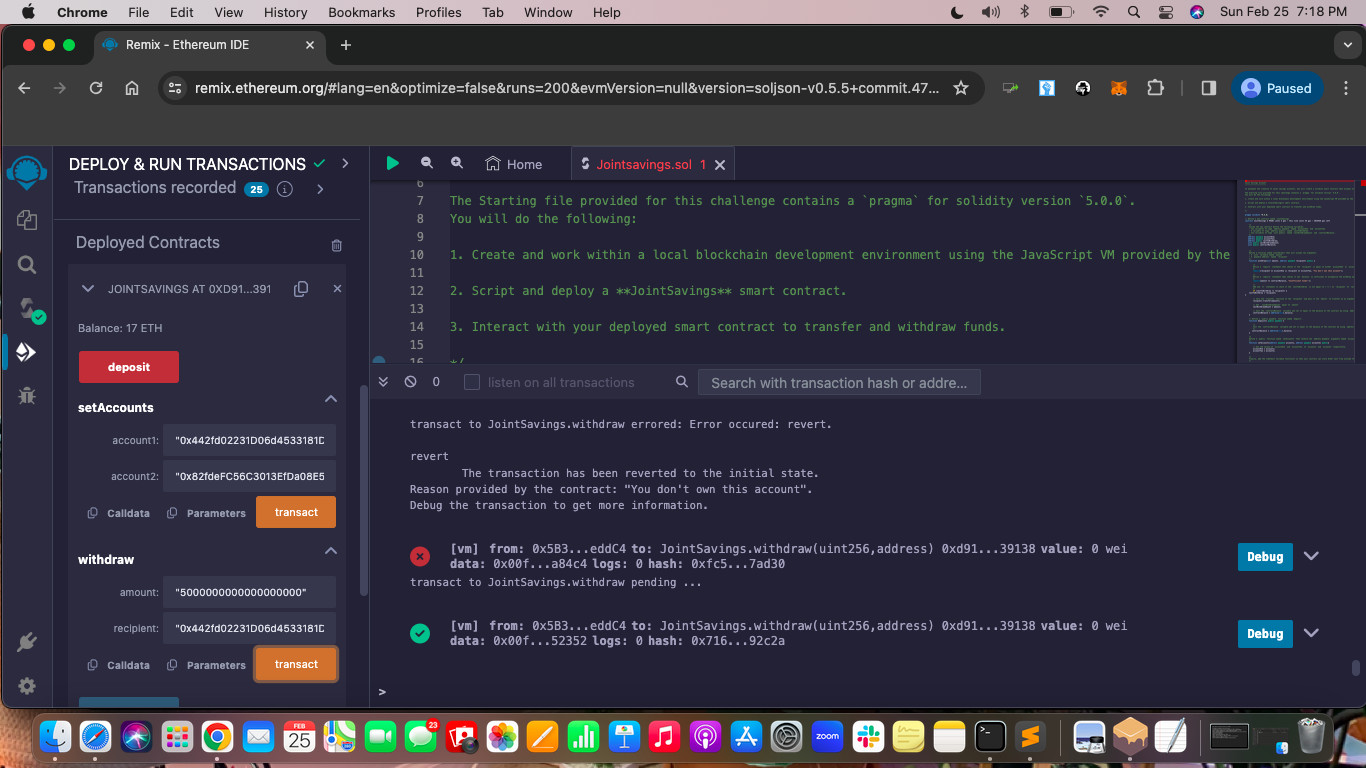 Chrome File Edit View History Bookmarks Profiles Tab Window Help Sun Feb 25 7:18 PM
Remix - Ethereum IDE
remix.ethereum.org/#lang=en&optimize=false&runs=200&evmVersion=null&version=soljson-v0.5.5+commit.47... Paused
DEPLOY & RUN TRANSACTIONS
Transactions recorded 25 i
Deployed Contracts
JOINTSAVINGS AT 0XD91...391
Balance: 17 ETH
deposit
setAccounts
account1: "0x442fd02231D06d4533181D
account2: "0x82fdeFC56C3013EfDa08E5
Calldata Parameters transact
withdraw
amount: "5000000000000000000"
recipient: "0x442fd02231D06d4533181D
Calldata Parameters transact
Home Jointsavings.sol 1
6
7 The Starting file provided for this challenge contains a `pragma` for solidity version `5.0.0`.
8 You will do the following:
9
10 1. Create and work within a local blockchain development environment using the JavaScript VM provided by the
11
12 2. Script and deploy a **JointSavings** smart contract.
13
14 3. Interact with your deployed smart contract to transfer and withdraw funds.
15
16 */
0 listen on all transactions Search with transaction hash or addre...
transact to JointSavings.withdraw errored: Error occured: revert.
revert
The transaction has been reverted to the initial state.
Reason provided by the contract: "You don't own this account".
Debug the transaction to get more information.
[vm] from: 0x5B3...eddC4 to: JointSavings.withdraw(uint256,address) 0xd91...39138 value: 0 wei
data: 0x00f...a84c4 logs: 0 hash: 0xfc5...7ad30
Debug
transact to JointSavings.withdraw pending ...
[vm] from: 0x5B3...eddC4 to: JointSavings.withdraw(uint256,address) 0xd91...39138 value: 0 wei
data: 0x00f...52352 logs: 0 hash: 0x716...92c2a
Debug
>
FEB
25
23
zoom